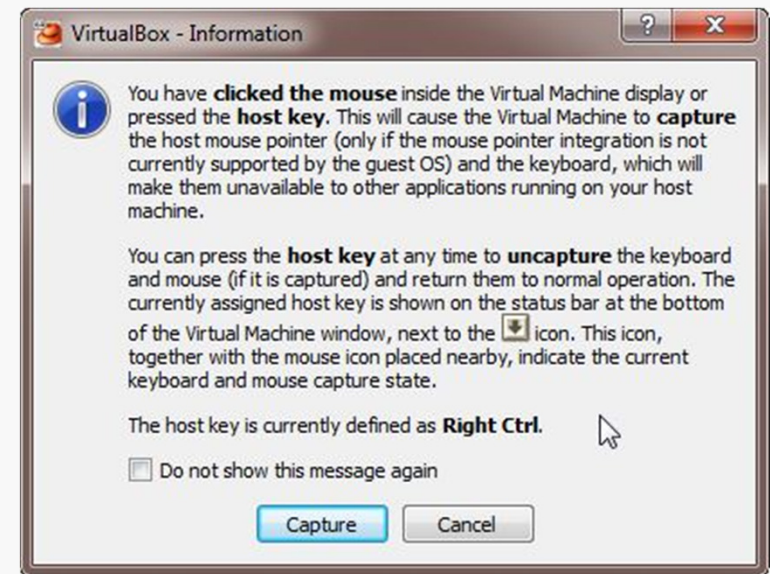 VirtualBox - Information
You have clicked the mouse inside the Virtual Machine display or
pressed the host key. This will cause the Virtual Machine to capture
the host mouse pointer (only if the mouse pointer integration is not
currently supported by the guest OS) and the keyboard, which will
make them unavailable to other applications running on your host
machine.
You can press the host key at any time to uncapture the keyboard
and mouse (if it is captured) and return them to normal operation. The
currently assigned host key is shown on the status bar at the bottom
of the Virtual Machine window, next to the icon. This icon,
together with the mouse icon placed nearby, indicate the current
keyboard and mouse capture state.
The host key is currently defined as Right Ctrl.
Do not show this message again
Capture Cancel